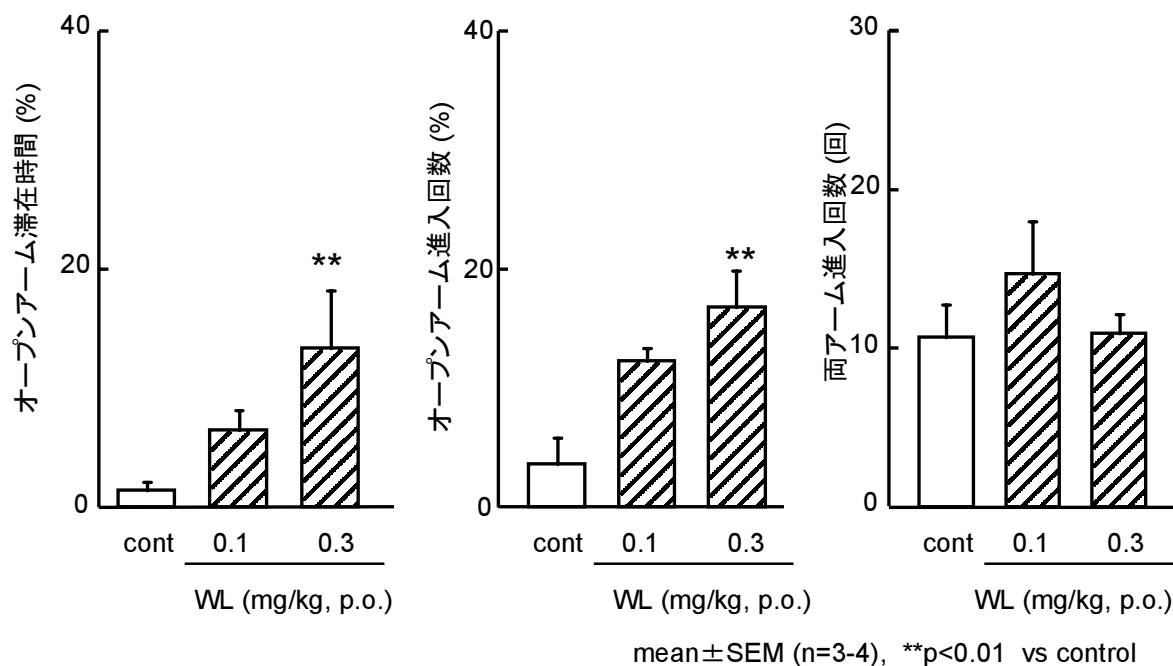 オープンアーム滞在時間 (%)
40
20
0
**
cont 0.1 0.3
WL (mg/kg, p.o.)
オープンアーム進入回数 (%)
40
20
0
**
cont 0.1 0.3
WL (mg/kg, p.o.)
両アーム進入回数 (回)
30
20
10
0
cont 0.1 0.3
WL (mg/kg, p.o.)
mean±SEM (n=3-4), **p<0.01 vs control